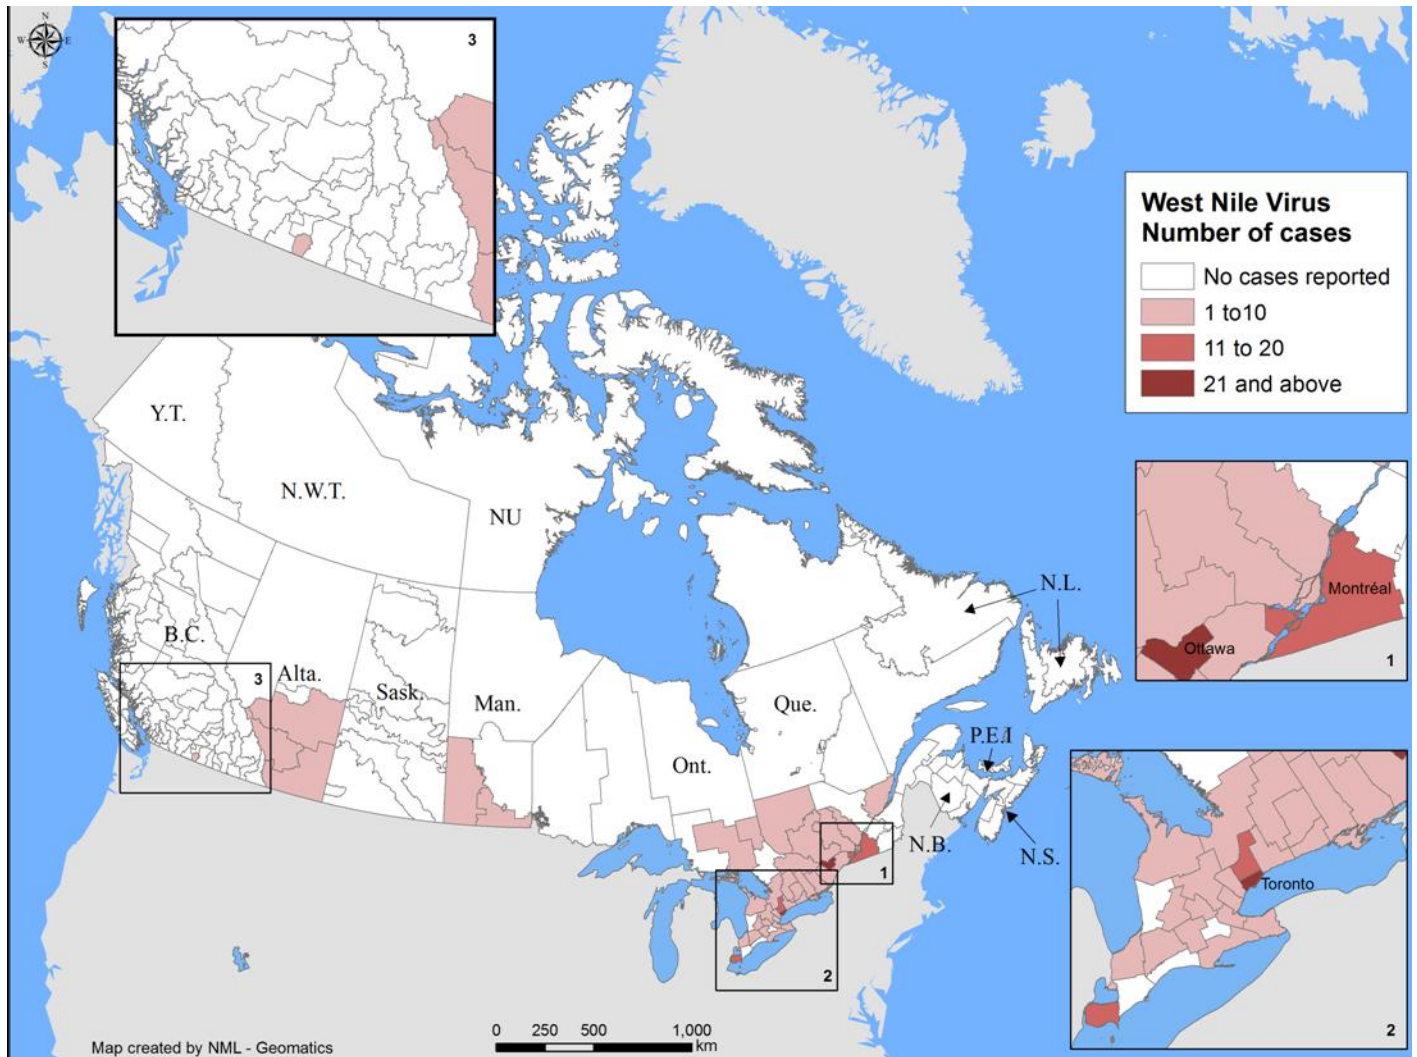 N
W E
S
3
West Nile Virus
Number of cases
No cases reported
1 to10
11 to 20
21 and above
Y.T.
N.W.T.
NU
Montréal
Ottawa
1
N.L.
B.C.
3
Alta.
Sask.
Man.
Que.
P.E.I
Ont.
N.B.
N.S.
1
2
Toronto
2
0 250 500 1,000
km
Map created by NML - Geomatics